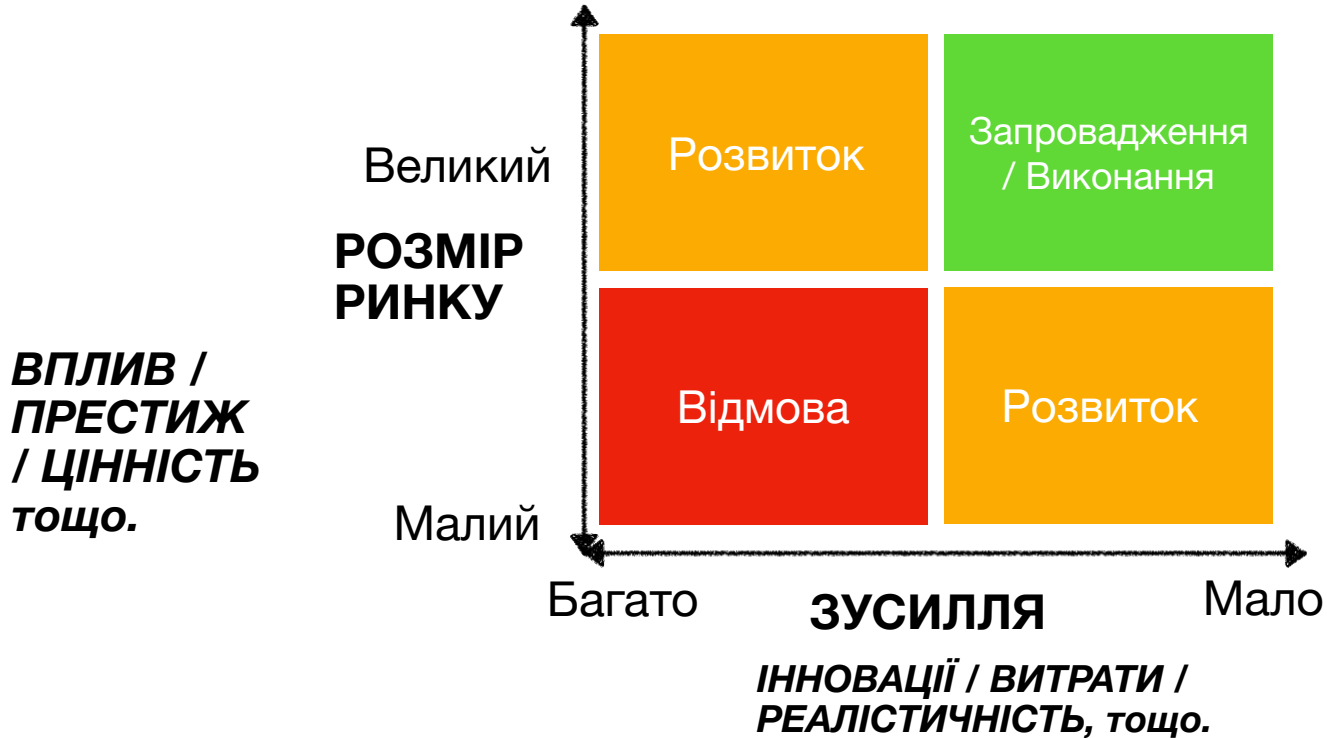 Великий
Розвиток
Запровадження
/ Виконання
РОЗМІР
РИНКУ
ВПЛИВ /
ПРЕСТИЖ
/ ЦІННІСТЬ
тощо.
Відмова
Розвиток
Малий
Багато
ЗУСИЛЛЯ
Мало
ІННОВАЦІЇ / ВИТРАТИ /
РЕАЛІСТИЧНІСТЬ, тощо.